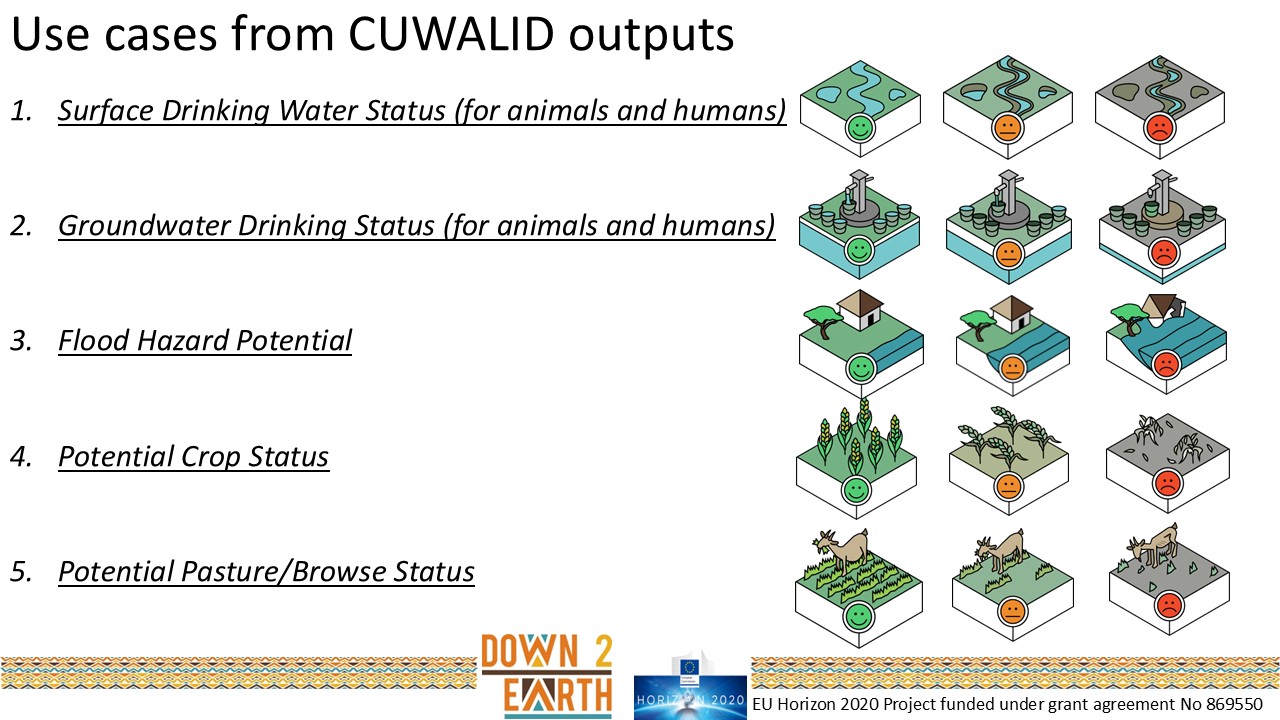 Use cases from CUWALID outputs
1. Surface Drinking Water Status (for animals and humans)
2. Groundwater Drinking Status (for animals and humans)
3. Flood Hazard Potential
4. Potential Crop Status
5. Potential Pasture/Browse Status
DOWN 2
EARTH
HORIZON 2020
EU Horizon 2020 Project funded under grant agreement No 869550